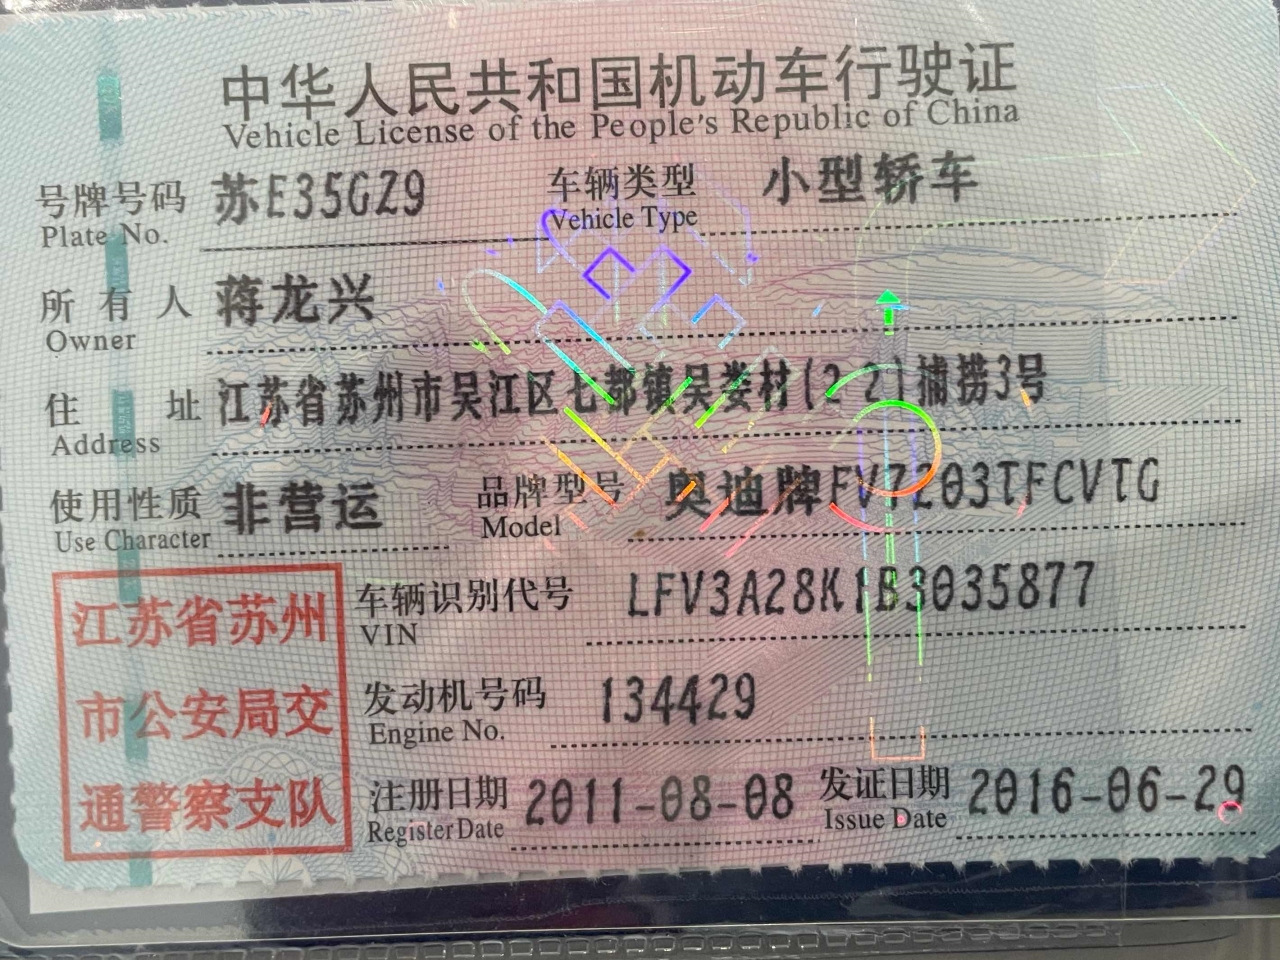 中华人民共和国机动车行驶证
Vehicle License of the People's Republic of China
号牌号码 苏E35GZ9 车辆类型 小型轿车
Plate No. Vehicle Type
所有人 蒋龙兴
Owner
住址 江苏省苏州市吴江区七都镇吴娄村(22)捕捞3号
Address
使用性质 非营运 品牌型号 奥迪牌FV7203TFCVTG
Use Character Model
江苏省苏州
市公安局交
通警察支队
车辆识别代号 LFV3A28K1B3035877
VIN
发动机号码 134429
Engine No.
注册日期 2011-08-08 发证日期 2016-06-29
Register Date Issue Date